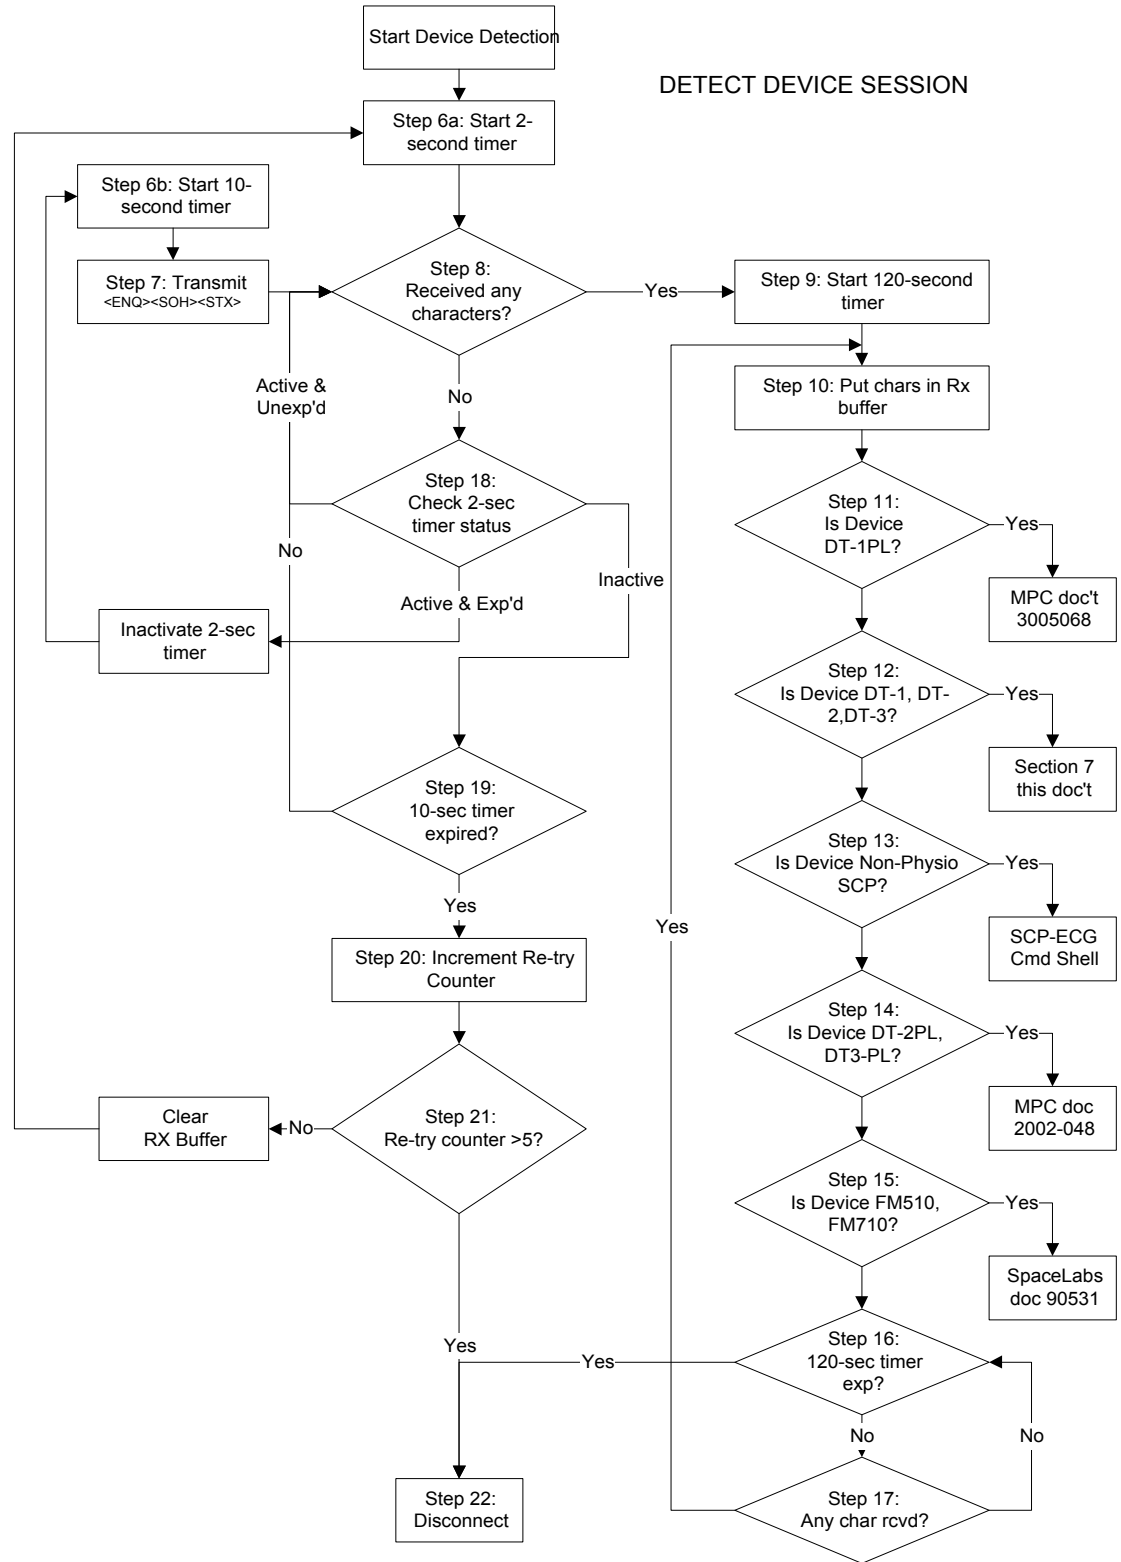 Start Device Detection
DETECT DEVICE SESSION
Step 6a: Start 2-
second timer
Step 6b: Start 10-
second timer
Step 7: Transmit
<ENQ><SOH><STX>
Step 8:
Received any
characters?
Yes
Step 9: Start 120-second
timer
Active &
Unexp'd
No
Step 10: Put chars in Rx
buffer
Step 18:
Check 2-sec
timer status
Step 11:
Is Device
DT-1PL?
Yes
No
Inactive
Active & Exp'd
MPC doc't
3005068
Inactivate 2-sec
timer
Step 12:
Is Device DT-1, DT-
2,DT-3?
Yes
Section 7
this doc't
Step 19:
10-sec timer
expired?
Step 13:
Is Device Non-Physio
SCP?
Yes
Yes
Yes
SCP-ECG
Cmd Shell
Step 20: Increment Re-try
Counter
Step 14:
Is Device DT-2PL,
DT3-PL?
Yes
Clear
RX Buffer
No
Step 21:
Re-try counter >5?
MPC doc
2002-048
Step 15:
Is Device FM510,
FM710?
Yes
SpaceLabs
doc 90531
Yes
Yes
Step 16:
120-sec timer
exp?
No
No
Step 22:
Disconnect
Step 17:
Any char rcvd?